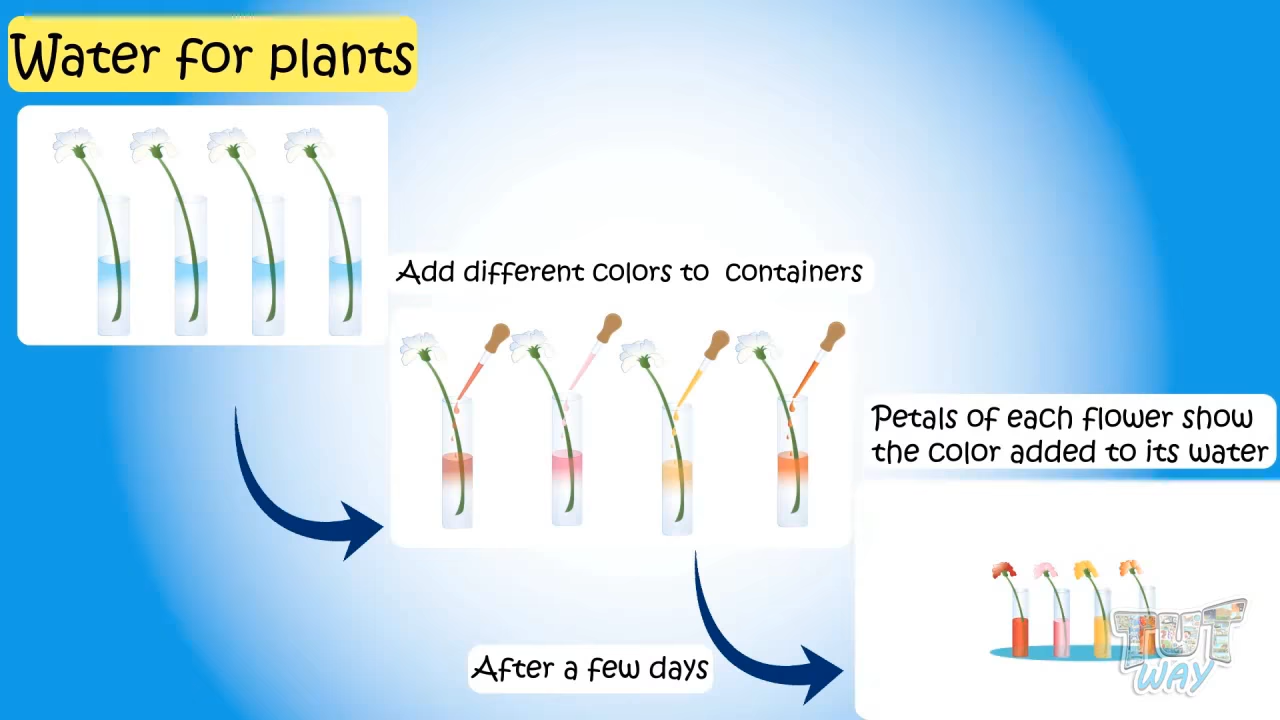 Water for plants
Add different colors to containers
Petals of each flower show
the color added to its water
After a few days
TUT
WAY